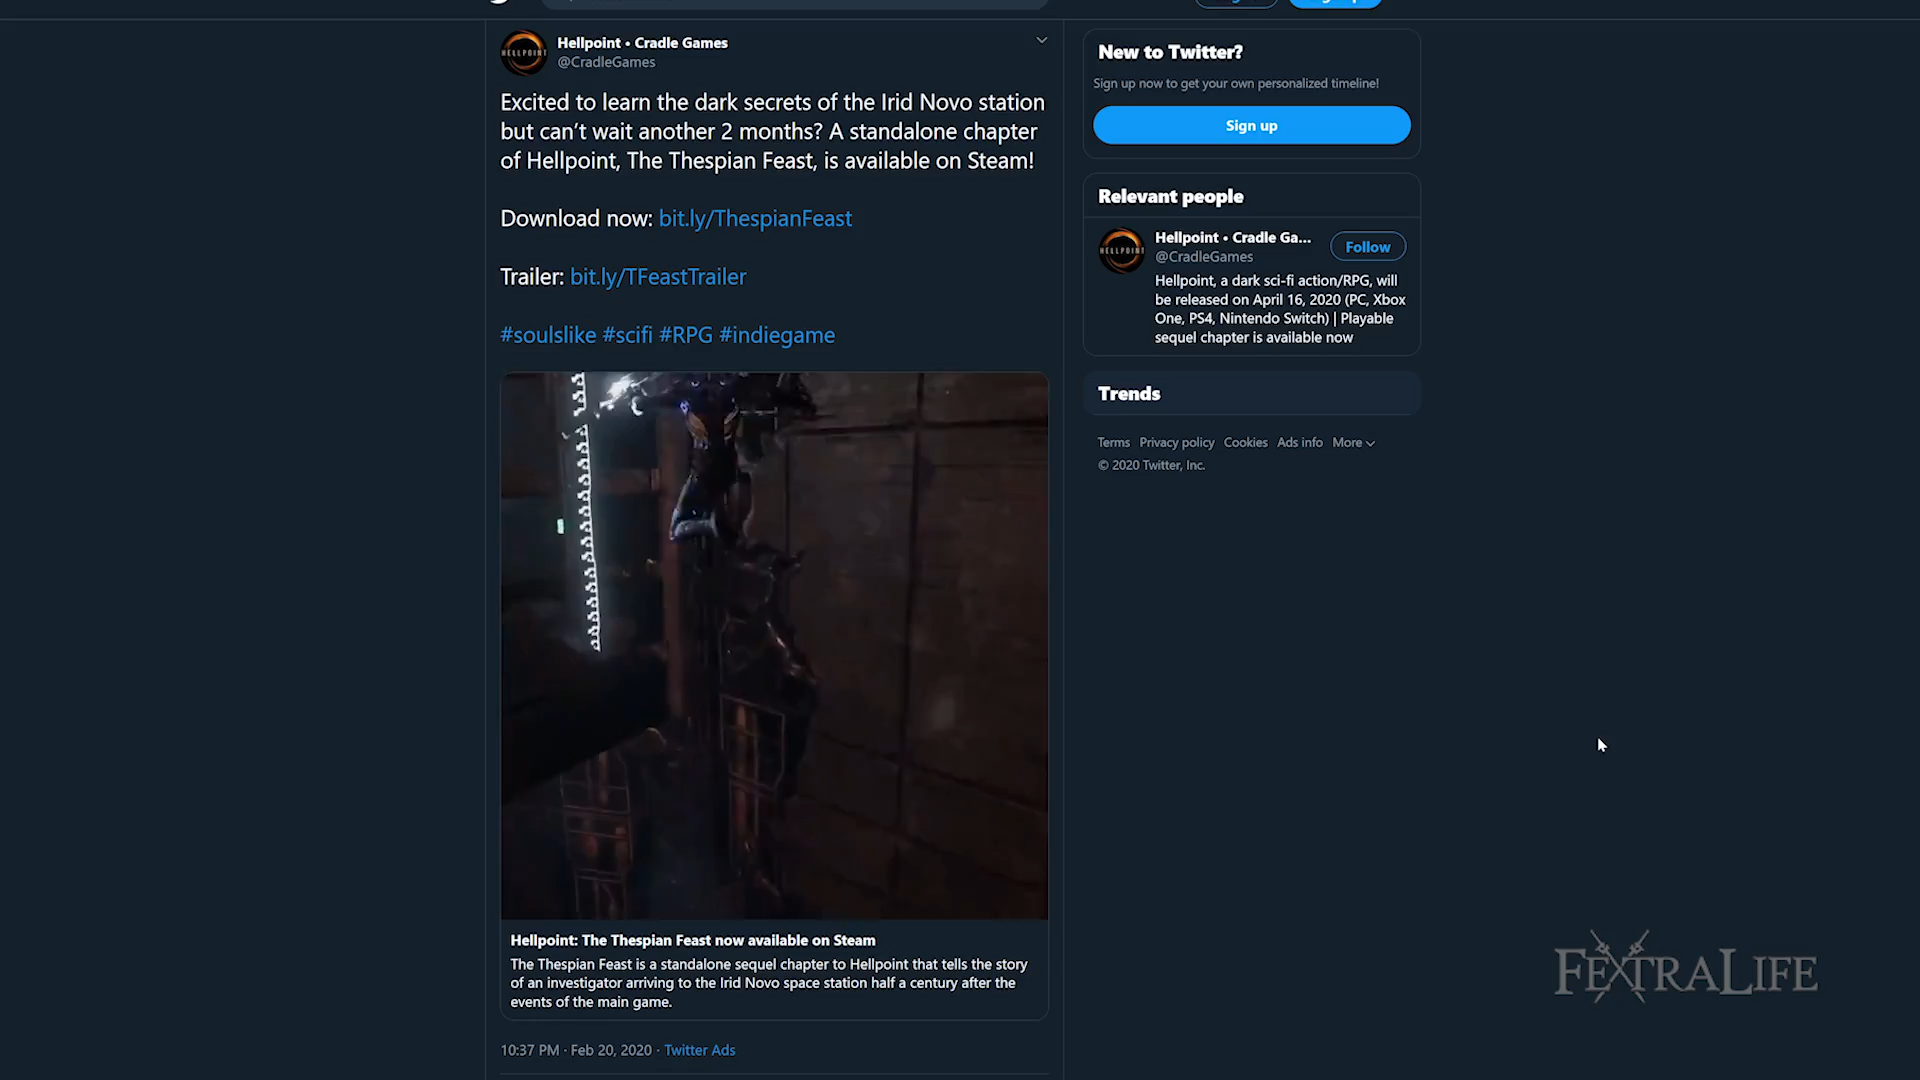 Hellpoint • Cradle Games
@CradleGames
Excited to learn the dark secrets of the Irid Novo station
but can't wait another 2 months? A standalone chapter
of Hellpoint, The Thespian Feast, is available on Steam!
Download now: bit.ly/ThespianFeast
Trailer: bit.ly/TFeastTrailer
#soulslike #scifi #RPG #indiegame
Hellpoint: The Thespian Feast now available on Steam
The Thespian Feast is a standalone sequel chapter to Hellpoint that tells the story
of an investigator arriving to the Irid Novo space station half a century after the
events of the main game.
10:37 PM · Feb 20, 2020 · Twitter Ads
New to Twitter?
Sign up now to get your own personalized timeline!
Sign up
Relevant people
HELLPOINT
Hellpoint • Cradle Ga...
@CradleGames
Follow
Hellpoint, a dark sci-fi action/RPG, will
be released on April 16, 2020 (PC, Xbox
One, PS4, Nintendo Switch) | Playable
sequel chapter is available now
Trends
Terms Privacy policy Cookies Ads info More
© 2020 Twitter, Inc.
FEXTRALIFE